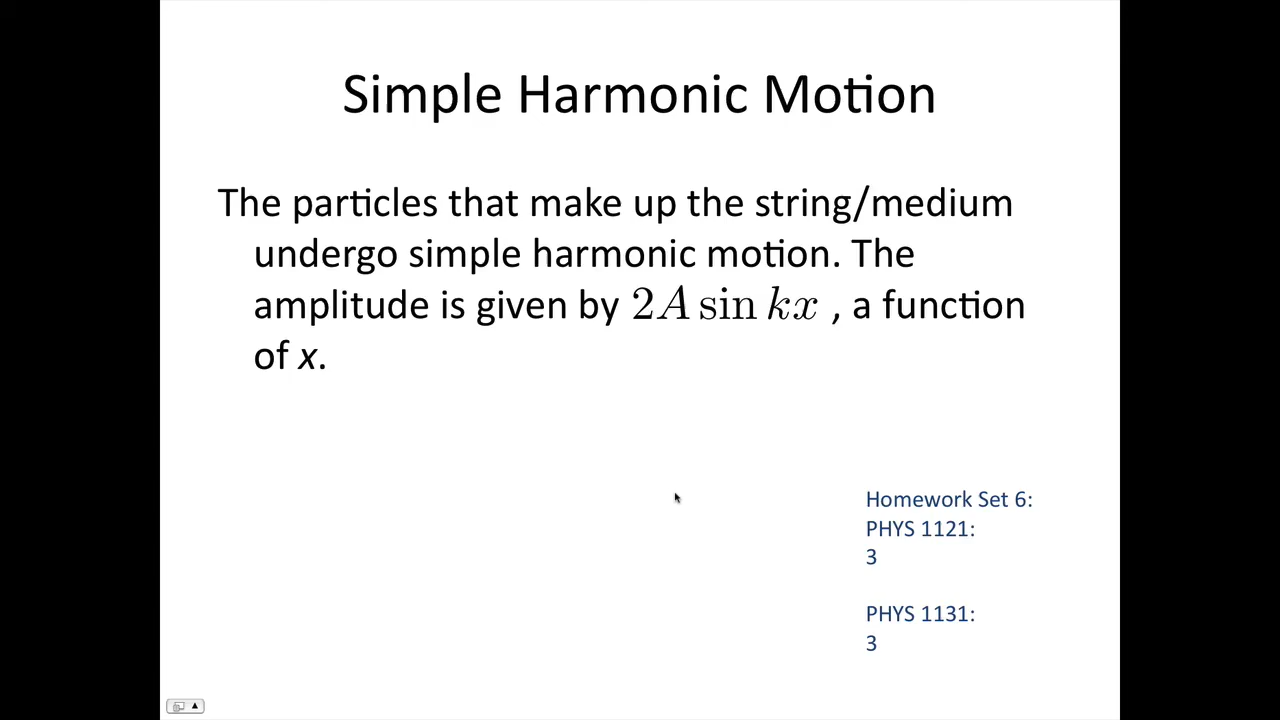 Simple Harmonic Motion
The particles that make up the string/medium
undergo simple harmonic motion. The
amplitude is given by 2A sin kx , a function
of x.
Homework Set 6:
PHYS 1121:
3
PHYS 1131:
3